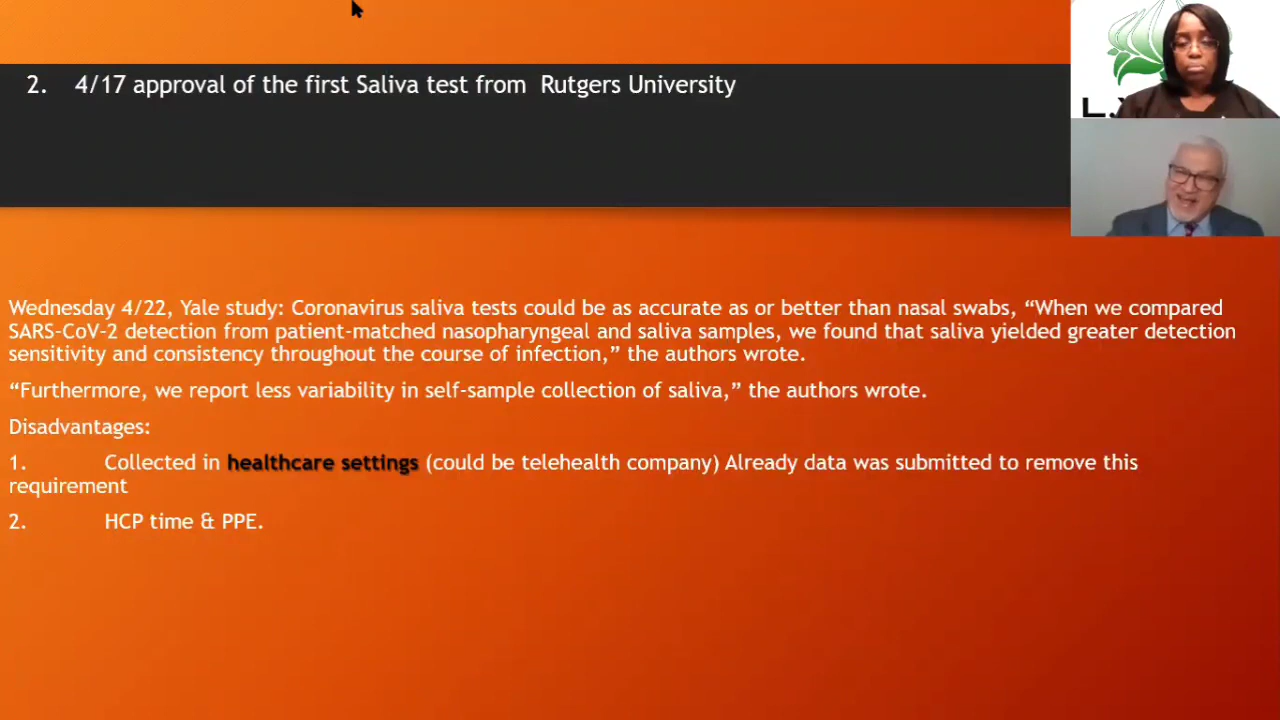 2. 4/17 approval of the first Saliva test from Rutgers University
Wednesday 4/22, Yale study: Coronavirus saliva tests could be as accurate as or better than nasal swabs, “When we compared
SARS-CoV-2 detection from patient-matched nasopharyngeal and saliva samples, we found that saliva yielded greater detection
sensitivity and consistency throughout the course of infection,” the authors wrote.
“Furthermore, we report less variability in self-sample collection of saliva,” the authors wrote.
Disadvantages:
1. Collected in healthcare settings (could be telehealth company) Already data was submitted to remove this
requirement
2. HCP time & PPE.